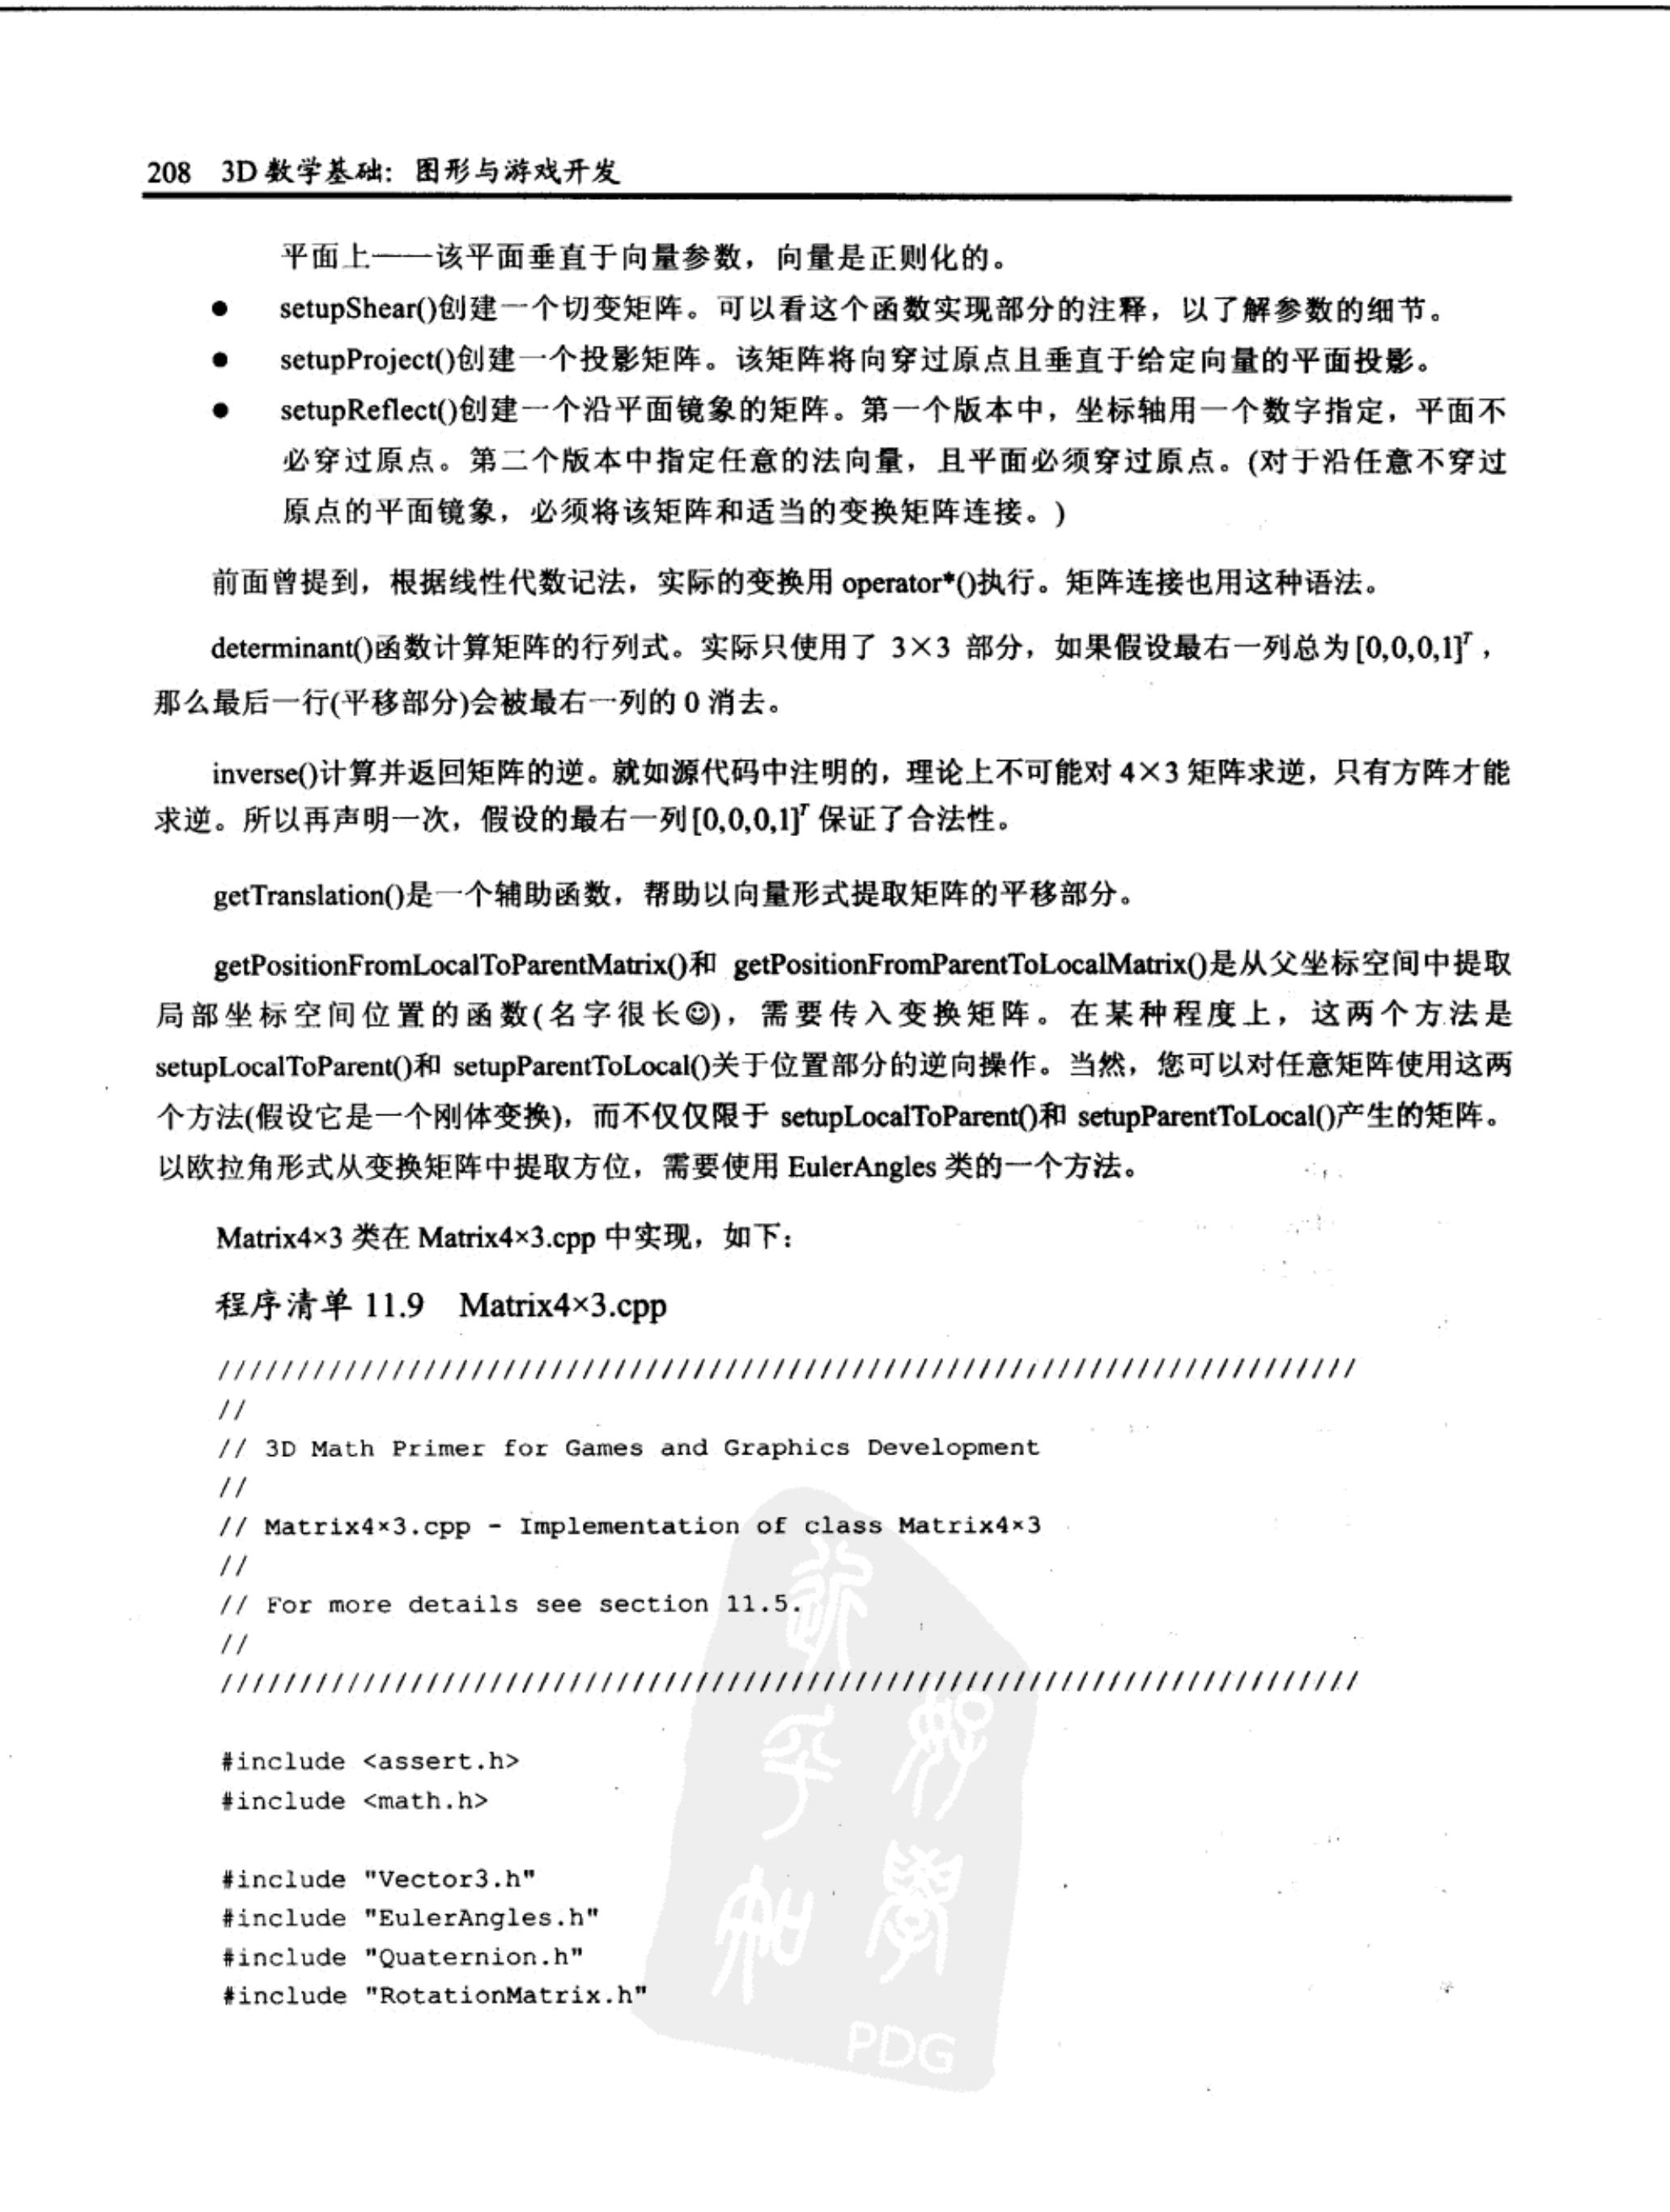 208 3D 数学基础：图形与游戏开发
平面上——该平面垂直于向量参数，向量是正则化的。
● setupShear()创建一个切变矩阵。可以看这个函数实现部分的注释，以了解参数的细节。
● setupProject()创建一个投影矩阵。该矩阵将向穿过原点且垂直于给定向量的平面投影。
● setupReflect()创建一个沿平面镜象的矩阵。第一个版本中，坐标轴用一个数字指定，平面不
必穿过原点。第二个版本中指定任意的法向量，且平面必须穿过原点。(对于沿任意不穿过
原点的平面镜象，必须将该矩阵和适当的变换矩阵连接。)
前面曾提到，根据线性代数记法，实际的变换用 operator*()执行。矩阵连接也用这种语法。
determinant()函数计算矩阵的行列式。实际只使用了 3×3 部分，如果假设最右一列总为 [0,0,0,1]ᵀ，
那么最后一行(平移部分)会被最右一列的 0 消去。
inverse()计算并返回矩阵的逆。就如源代码中注明的，理论上不可能对 4×3 矩阵求逆，只有方阵才能
求逆。所以再声明一次，假设的最右一列 [0,0,0,1]ᵀ 保证了合法性。
getTranslation()是一个辅助函数，帮助以向量形式提取矩阵的平移部分。
getPositionFromLocalToParentMatrix()和 getPositionFromParentToLocalMatrix()是从父坐标空间中提取
局部坐标空间位置的函数(名字很长☺)，需要传入变换矩阵。在某种程度上，这两个方法是
setupLocalToParent()和 setupParentToLocal()关于位置部分的逆向操作。当然，您可以对任意矩阵使用这两
个方法(假设它是一个刚体变换)，而不仅仅限于 setupLocalToParent()和 setupParentToLocal()产生的矩阵。
以欧拉角形式从变换矩阵中提取方位，需要使用 EulerAngles 类的一个方法。
Matrix4×3 类在 Matrix4×3.cpp 中实现，如下：
程序清单 11.9 Matrix4×3.cpp
/////////////////////////////////////////////////////////////////////////
//
// 3D Math Primer for Games and Graphics Development
//
// Matrix4×3.cpp - Implementation of class Matrix4×3
//
// For more details see section 11.5.
//
/////////////////////////////////////////////////////////////////////////
#include <assert.h>
#include <math.h>
#include "Vector3.h"
#include "EulerAngles.h"
#include "Quaternion.h"
#include "RotationMatrix.h"
PDG